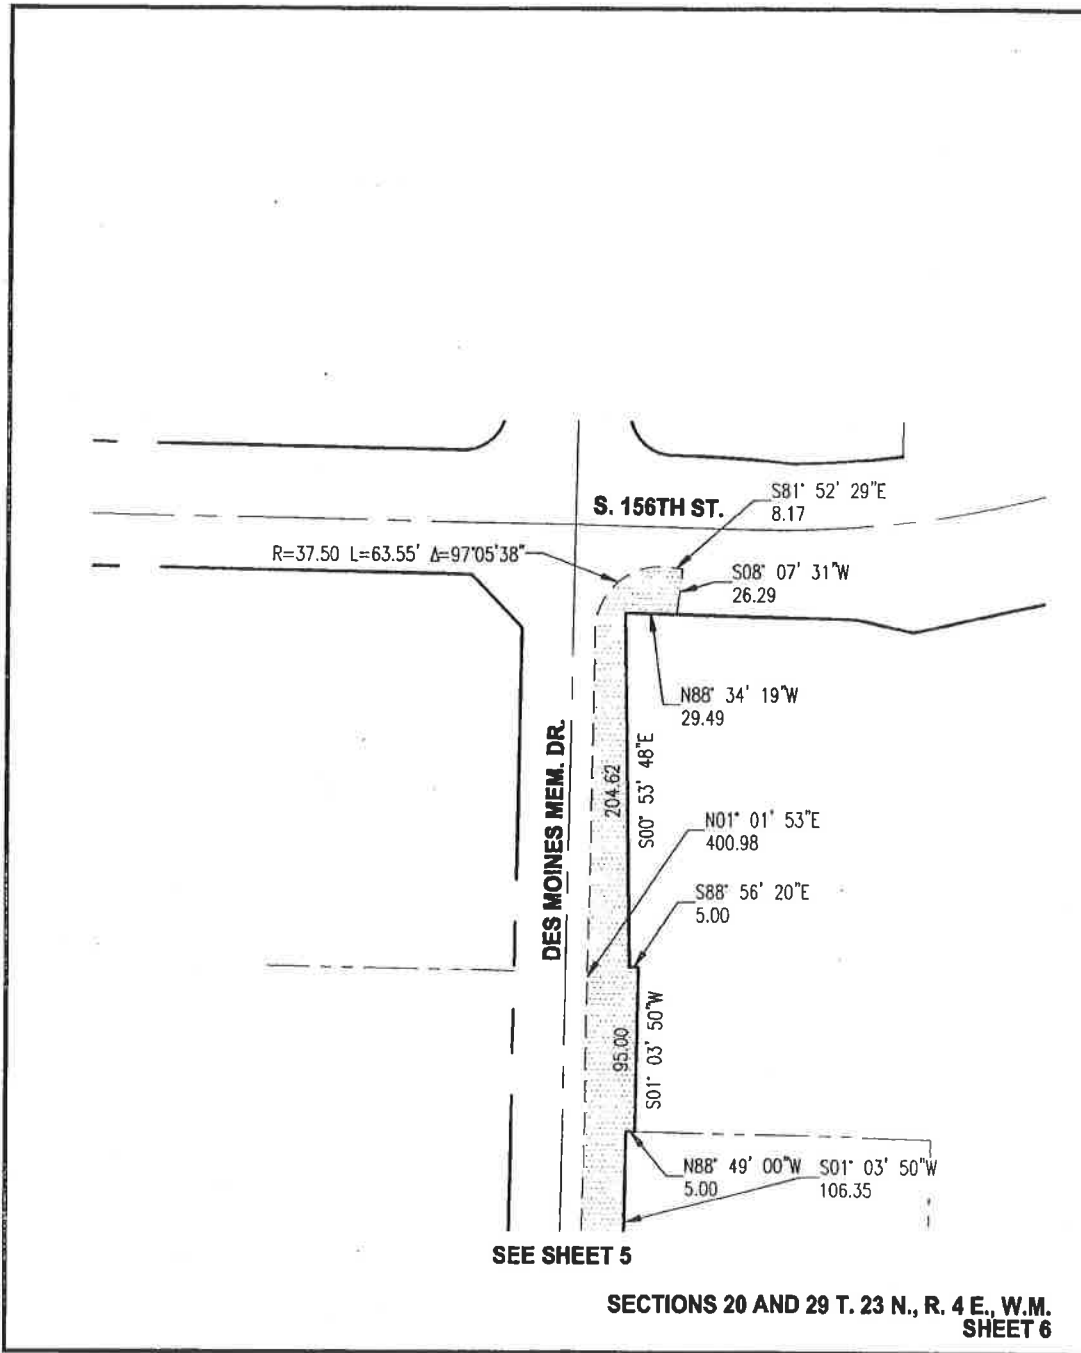 S81° 52' 29"E
8.17
S. 156TH ST.
R=37.50 L=63.55' Δ=97°05'38"
S08° 07' 31"W
26.29
N88° 34' 19"W
29.49
DES MOINES MEM. DR.
204.62
S00° 53' 48"E
N01° 01' 53"E
400.98
S88° 56' 20"E
5.00
95.00
S01° 03' 50"W
N88° 49' 00"W
5.00
S01° 03' 50"W
106.35
SEE SHEET 5
SECTIONS 20 AND 29 T. 23 N., R. 4 E., W.M.
SHEET 6